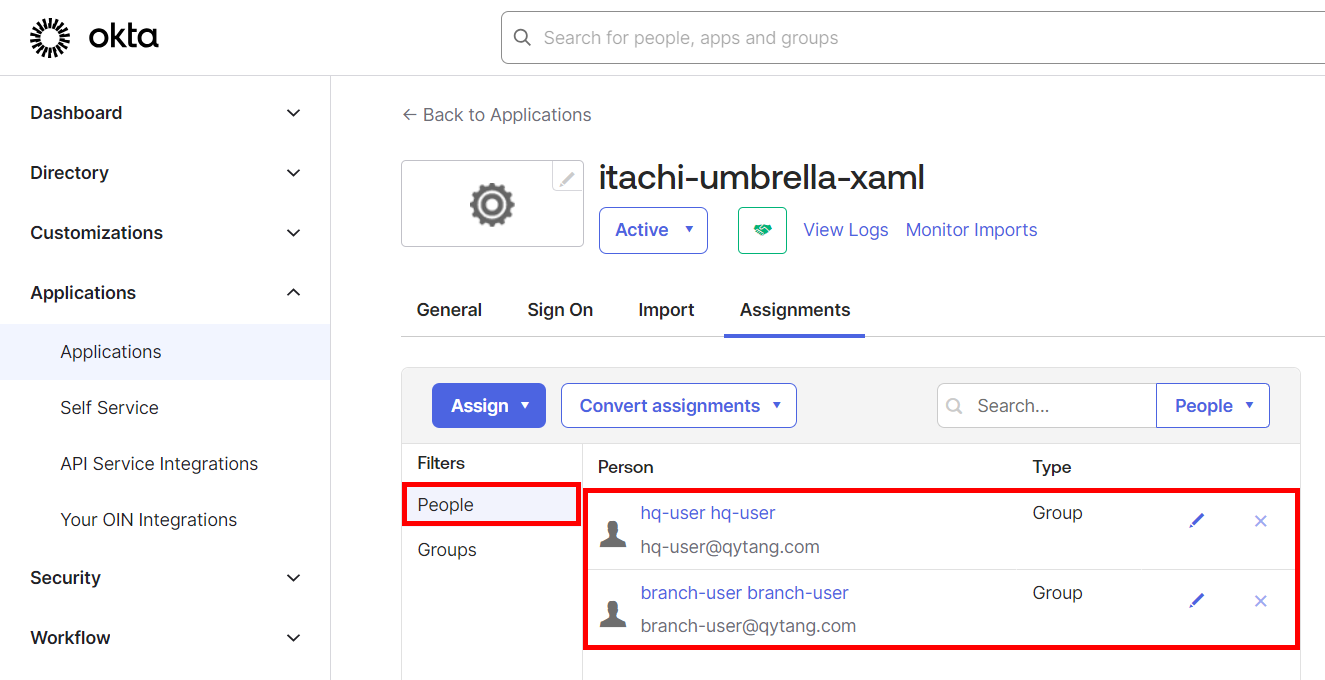 okta
Search for people, apps and groups
Dashboard
Directory
Customizations
Applications
Applications
Self Service
API Service Integrations
Your OIN Integrations
Security
Workflow
← Back to Applications
itachi-umbrella-xaml
Active
View Logs
Monitor Imports
General Sign On Import Assignments
Assign
Convert assignments
Search...
People
Filters
People
Groups
Person Type
hq-user hq-user Group
hq-user@qytang.com
branch-user branch-user Group
branch-user@qytang.com